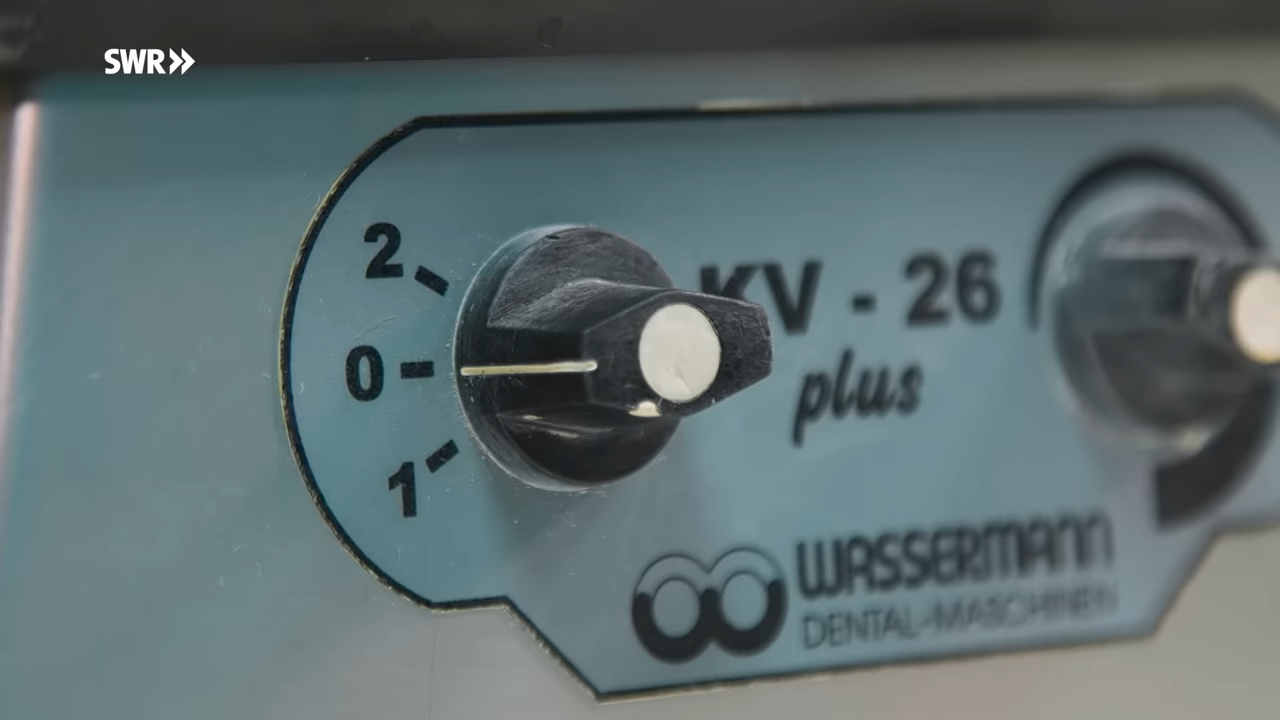 SWR
2
0
1
KV - 26
plus
WASSERMANN
DENTAL-MASCHINEN